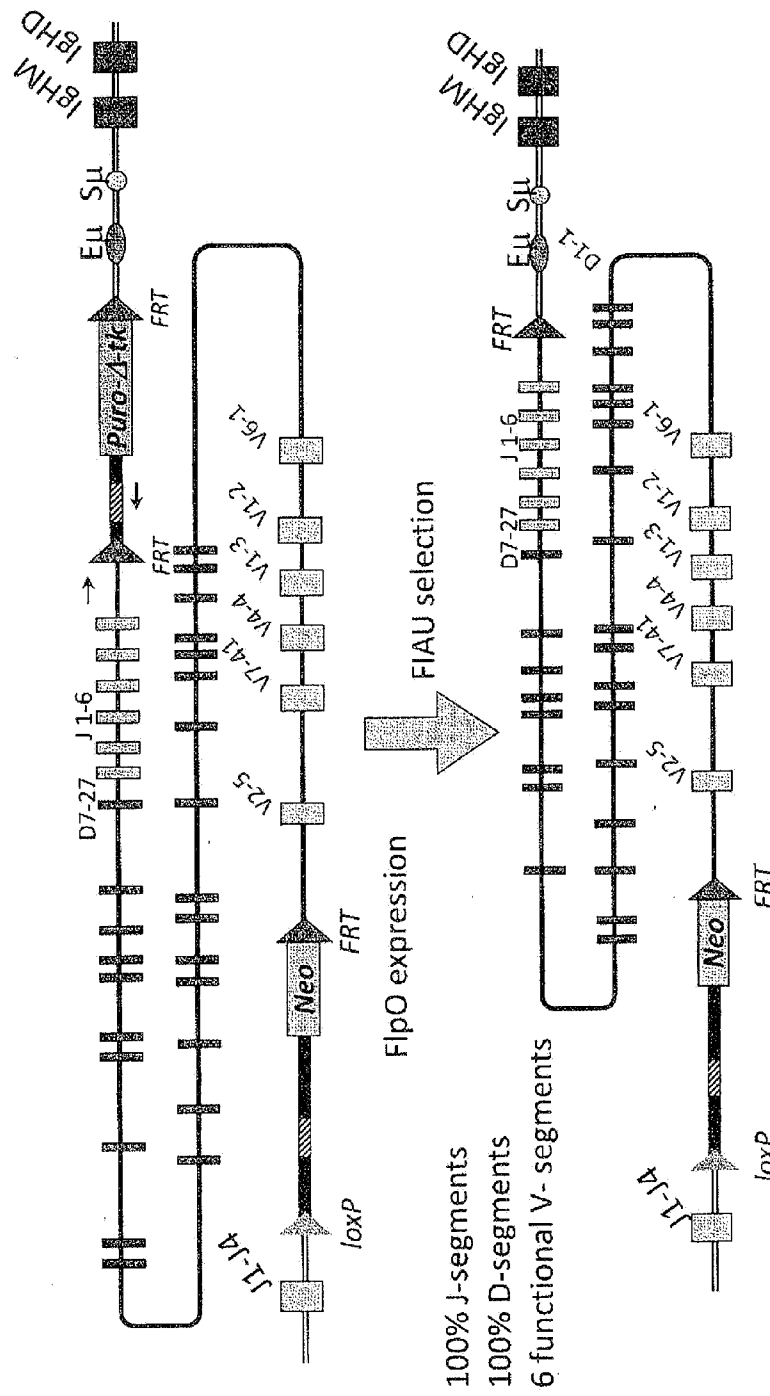 D7-27
J 1-6
FRT
Puro-Δ-tk
FRT
Eμ
Sμ
IgHM
IgHD
J1-J4
loxP
Neo
FRT
V2-5
V7-41
V4-4
V1-3
V1-2
V6-1
FlpO expression
FIAU selection
100% J-segments
100% D-segments
6 functional V- segments
D7-27
J 1-6
FRT
Eμ
Sμ
IgHM
IgHD
D1-1
J1-J4
loxP
Neo
FRT
V2-5
V7-41
V4-4
V1-3
V1-2
V6-1